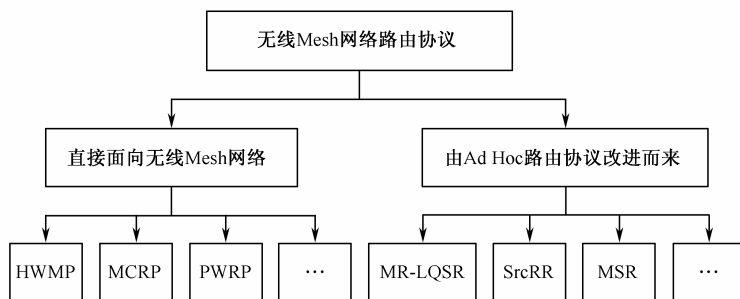 无线Mesh网络路由协议
直接面向无线Mesh网络
由Ad Hoc路由协议改进而来
HWMP
MCRP
PWRP
…
MR-LQSR
SrcRR
MSR
…